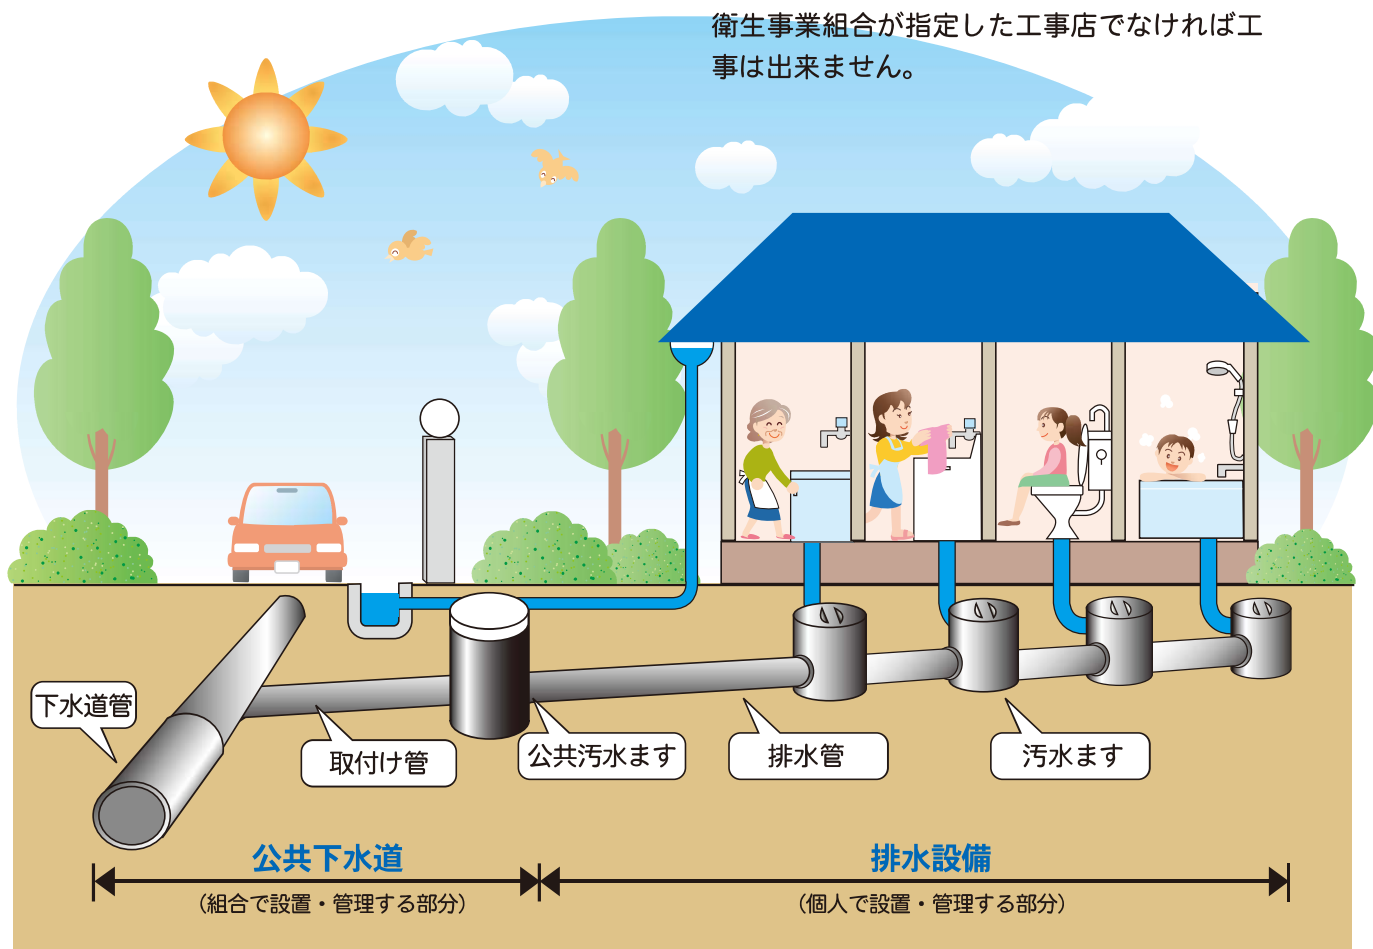 衛生事業組合が指定した工事店でなければ工
事は出来ません。
下水道管
取付け管
公共汚水ます
排水管
汚水ます
公共下水道
排水設備
（組合で設置・管理する部分）
（個人で設置・管理する部分）